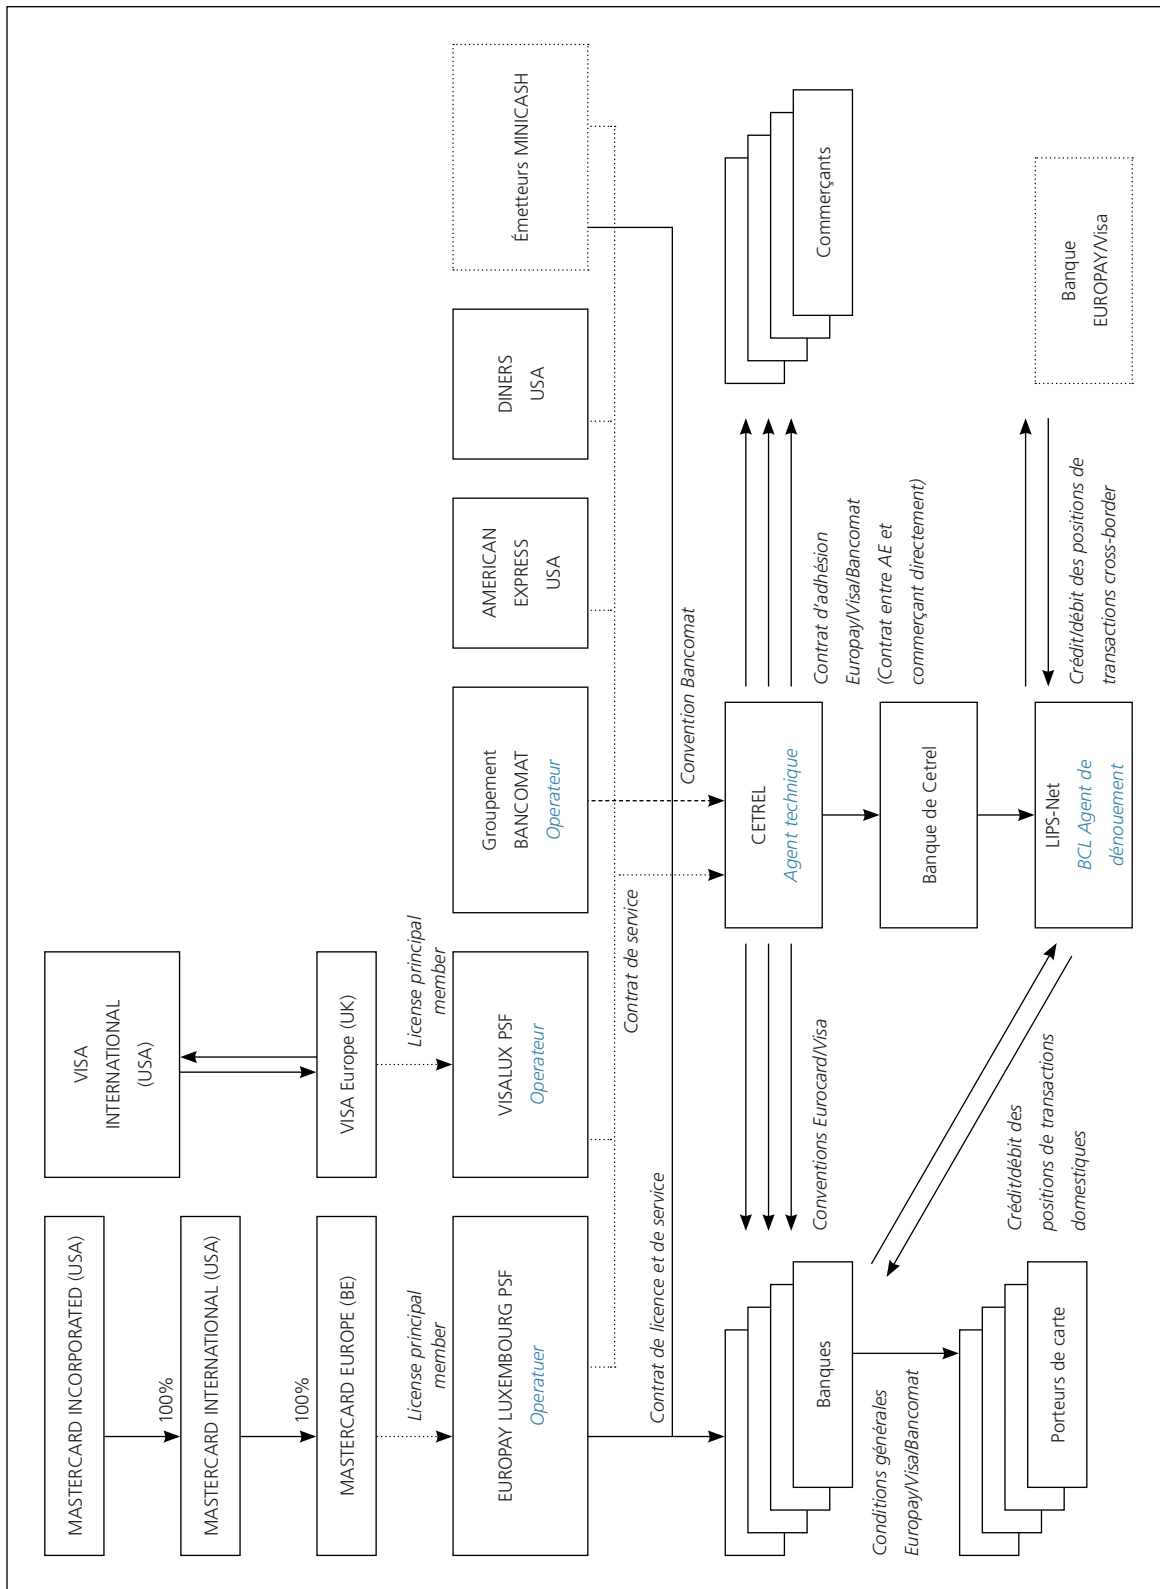 MASTERCARD INCORPORATED (USA)
100%
MASTERCARD INTERNATIONAL (USA)
100%
MASTERCARD EUROPE (BE)
License principal
member
EUROPAY LUXEMBOURG PSF
Operatuer
VISA
INTERNATIONAL
(USA)
VISA Europe (UK)
License principal
member
VISALUX PSF
Operateur
Groupement
BANCOMAT
Operateur
AMERICAN
EXPRESS
USA
DINERS
USA
Émetteurs MINICASH
Contrat de licence et de service
Contrat de service
Convention Bancomat
Banques
Conventions Eurocard/Visa
CETREL
Agent technique
Contrat d'adhésion
Europay/Visa/Bancomat
(Contrat entre AE et
commerçant directement)
Commerçants
Conditions générales
Europay/Visa/Bancomat
Banque de Cetrel
Porteurs de carte
Crédit/débit des
positions de transactions
domestiques
LIPS-Net
BCL Agent de
dénouement
Crédit/débit des positions de
transactions cross-border
Banque
EUROPAY/Visa